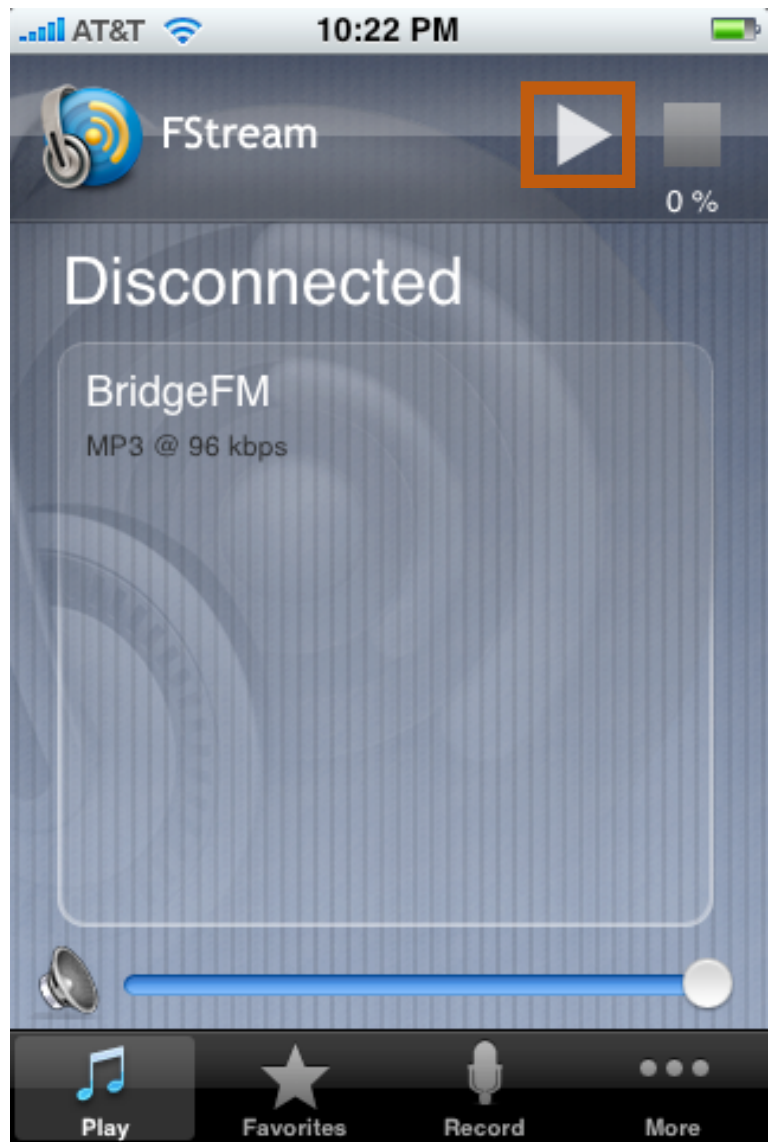 AT&T 10:22 PM
FStream
0 %
Disconnected
BridgeFM
MP3 @ 96 kbps
Play Favorites Record More